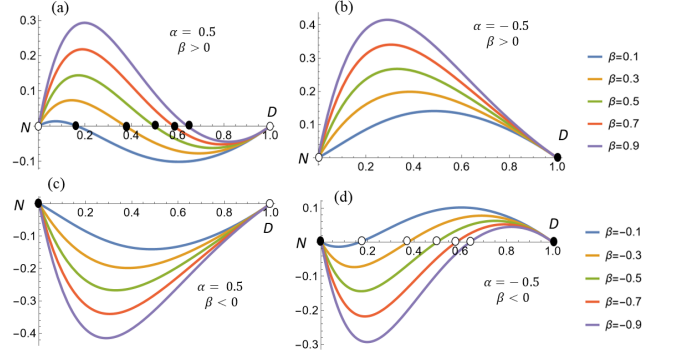 (a)
α = 0.5
β > 0
0.3
0.2
0.1
-0.1
N
D
0.2 0.4 0.6 0.8 1.0
(b)
α = − 0.5
β > 0
0.4
0.3
0.2
0.1
N
D
0.2 0.4 0.6 0.8 1.0
β=0.1
β=0.3
β=0.5
β=0.7
β=0.9
(c)
N
0.2 0.4 0.6 0.8 1.0
D
-0.1
-0.2
-0.3
-0.4
α = 0.5
β < 0
(d)
0.1
N
D
0.2 0.4 0.6 0.8 1.0
-0.1
-0.2
-0.3
α = − 0.5
β < 0
β=-0.1
β=-0.3
β=-0.5
β=-0.7
β=-0.9